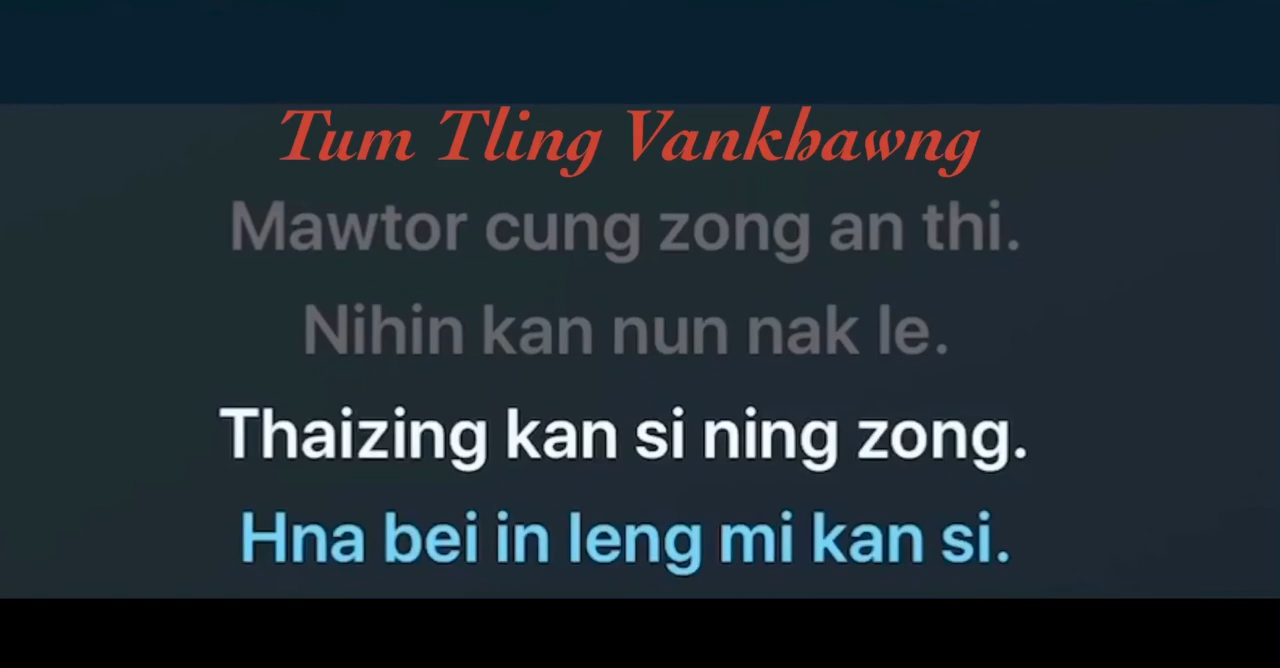 Tum Tling Vankhawng
Mawtor cung zong an thi.
Nihin kan nun nak le.
Thaizing kan si ning zong.
Hna bei in leng mi kan si.